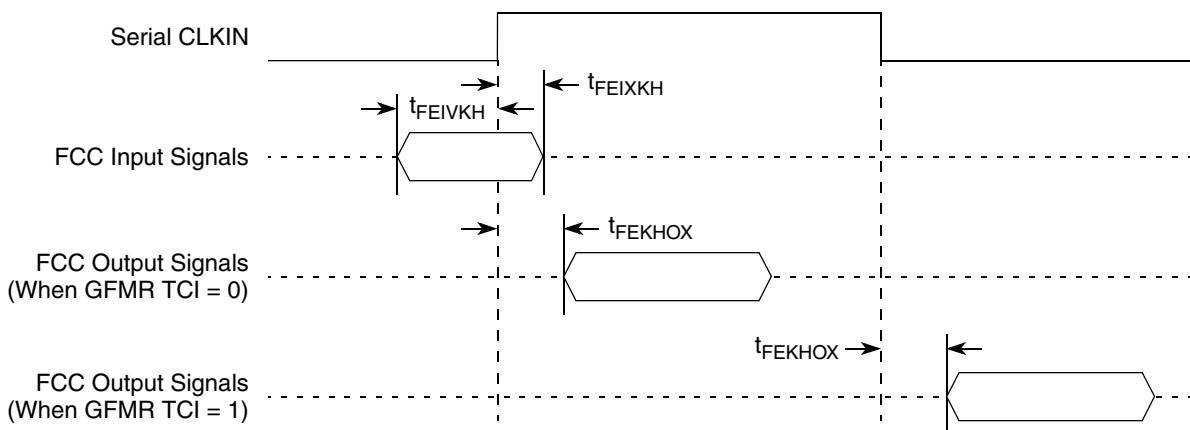 Serial CLKIN
tFEIXKH
tFEIVKH
FCC Input Signals
tFEKHOX
FCC Output Signals
(When GFMR TCI = 0)
tFEKHOX
FCC Output Signals
(When GFMR TCI = 1)